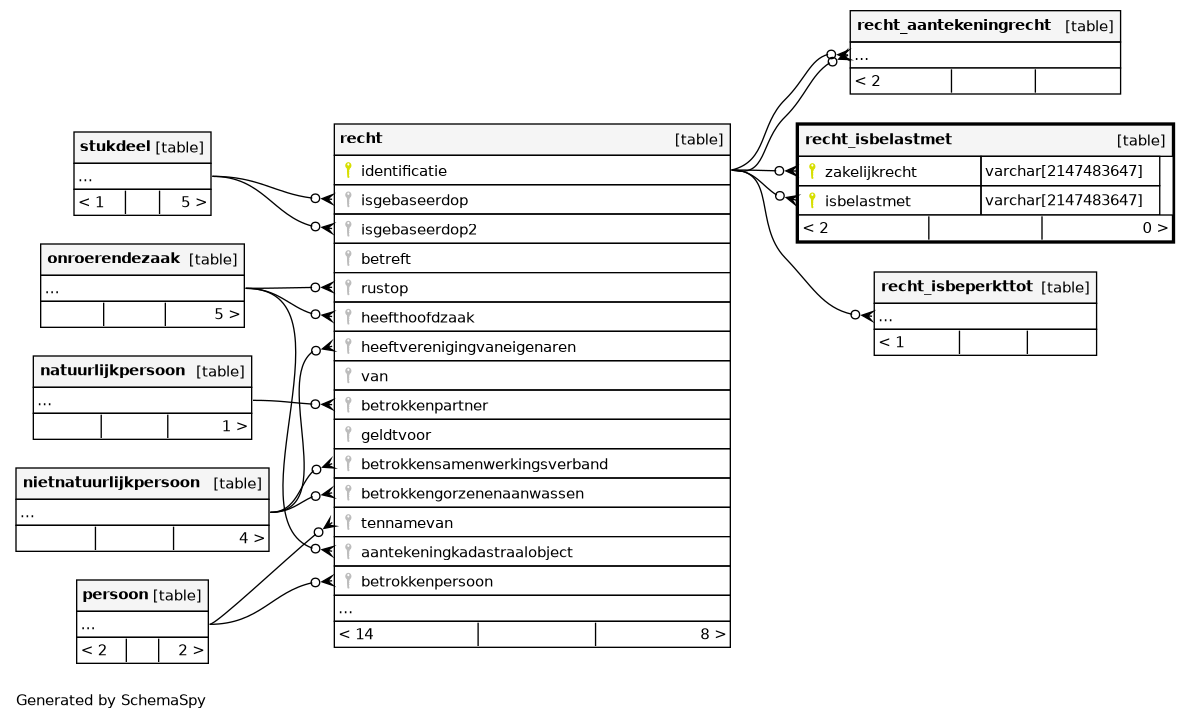 recht_aantekeningrecht [table]
...
< 2
stukdeel [table]
...
< 1 5 >
onroerendezaak [table]
...
5 >
natuurlijkpersoon [table]
...
1 >
nietnatuurlijkpersoon [table]
...
4 >
persoon [table]
...
< 2 2 >
recht [table]
identificatie
isgebaseerdop
isgebaseerdop2
betreft
rustop
heefthoofdzaak
heeftverenigingvaneigenaren
van
betrokkenpartner
geldtvoor
betrokkensamenwerkingsverband
betrokkengorzenenaanwassen
tennamevan
aantekeningkadastraalobject
betrokkenpersoon
...
< 14 8 >
recht_isbelastmet [table]
zakelijkrecht varchar[2147483647]
isbelastmet varchar[2147483647]
< 2 0 >
recht_isbeperkttot [table]
...
< 1
Generated by SchemaSpy